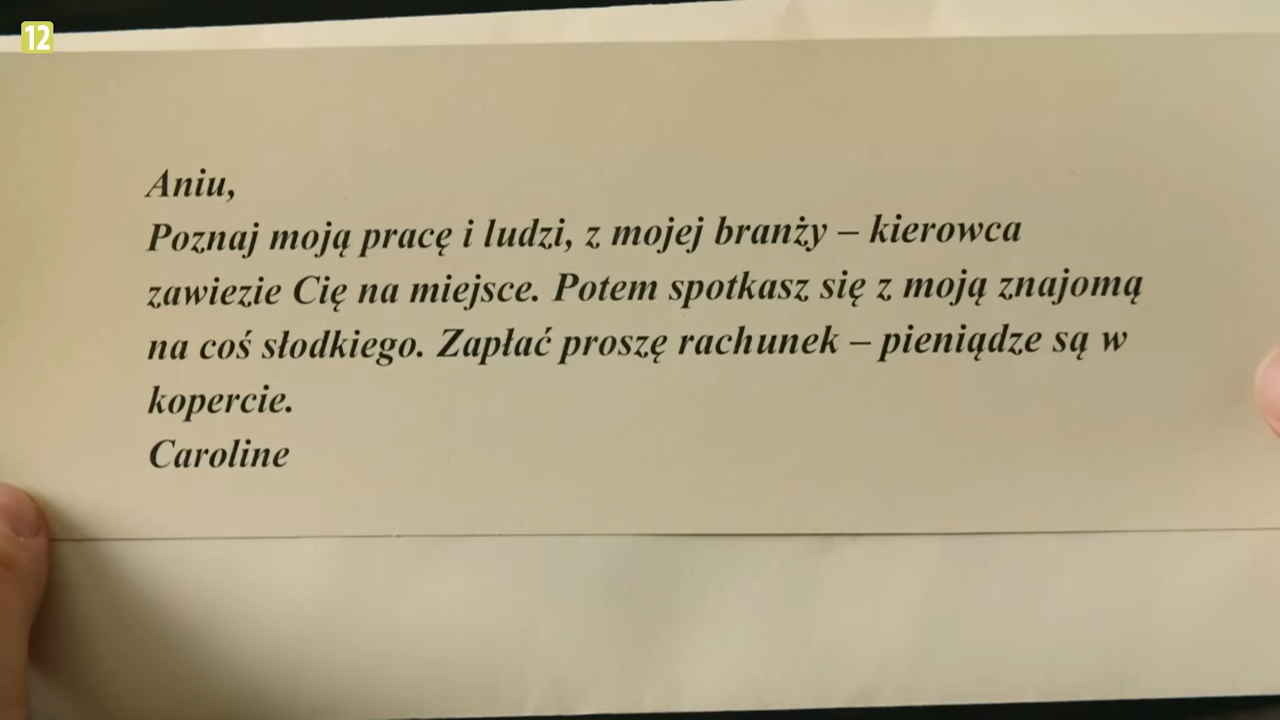 12
Aniu,
Poznaj moją pracę i ludzi, z mojej branży – kierowca
zawiezie Cię na miejsce. Potem spotkasz się z moją znajomą
na coś słodkiego. Zapłać proszę rachunek – pieniądze są w
kopercie.
Caroline